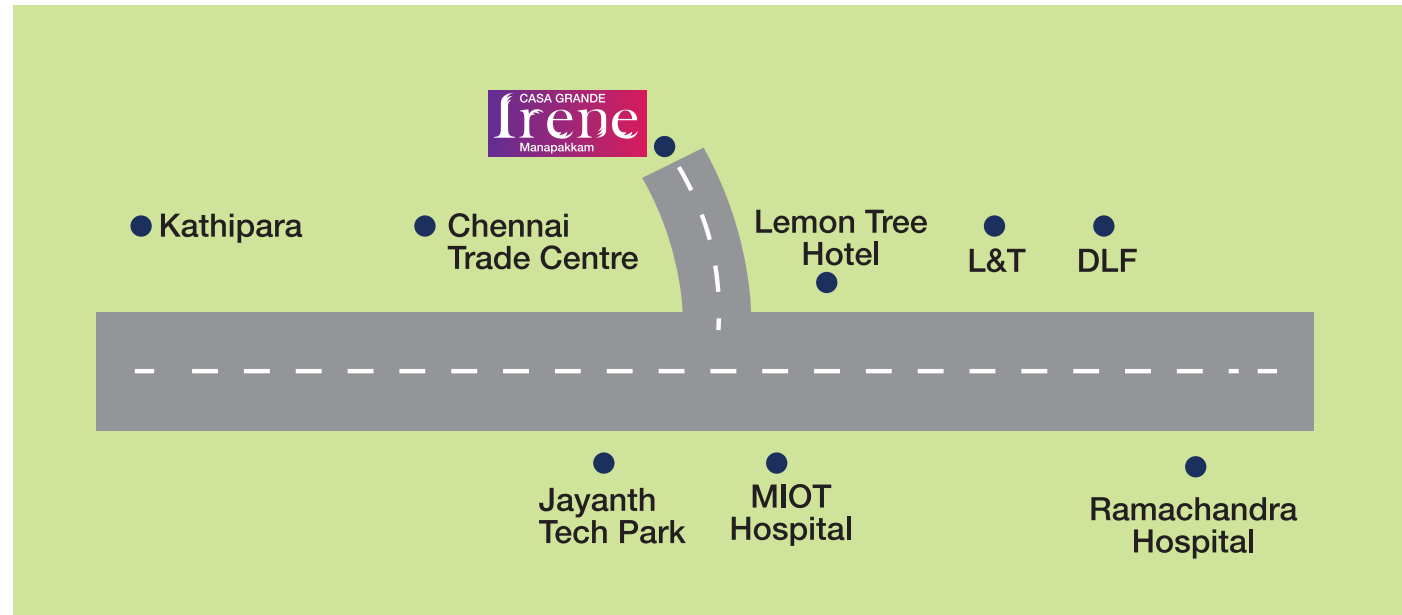 CASA GRANDE
Irene
Manapakkam
Kathipara
Chennai
Trade Centre
Lemon Tree
Hotel
L&T
DLF
Jayanth
Tech Park
MIOT
Hospital
Ramachandra
Hospital